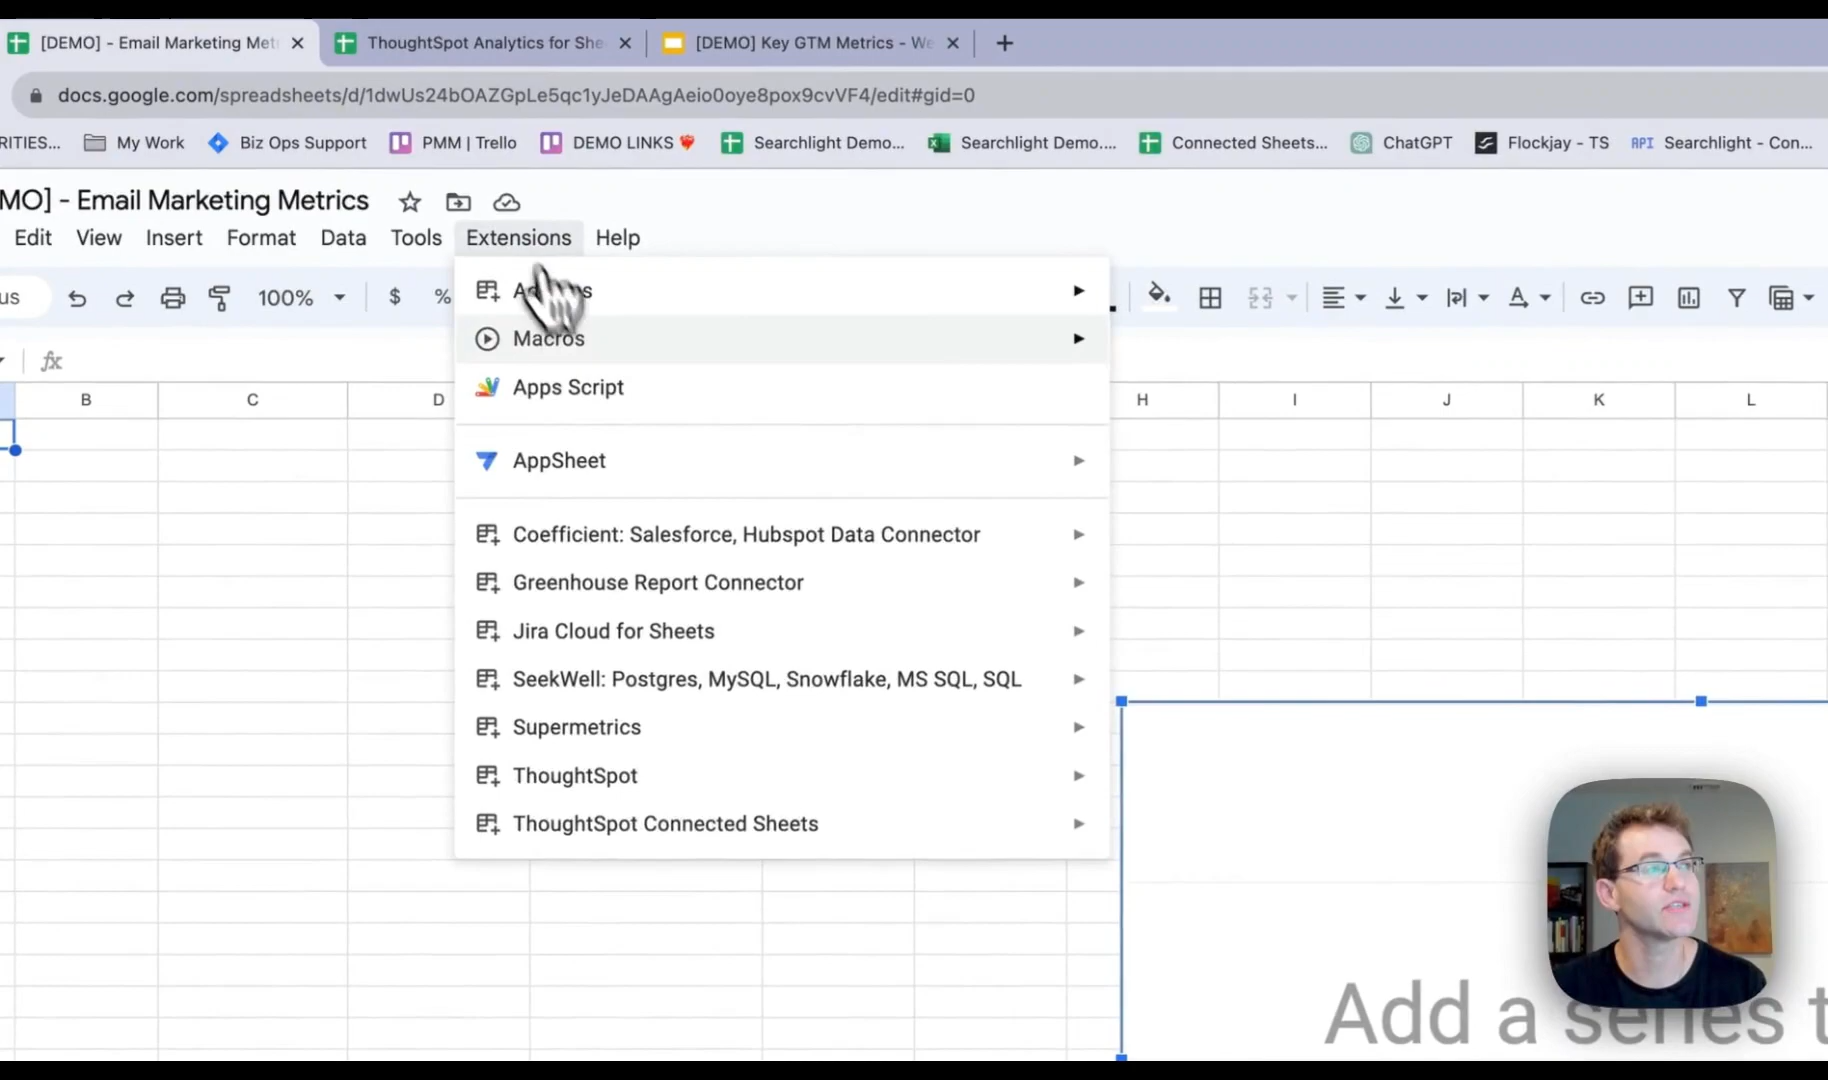 [DEMO] - Email Marketing Met
ThoughtSpot Analytics for She
[DEMO] Key GTM Metrics - We
docs.google.com/spreadsheets/d/1dwUs24bOAZGpLe5qc1yJeDAAgAeio0oye8pox9cvVF4/edit#gid=0
RITIES... My Work Biz Ops Support PMM | Trello DEMO LINKS Searchlight Demo... Searchlight Demo.... Connected Sheets... ChatGPT Flockjay - TS API Searchlight - Con...
MO] - Email Marketing Metrics
Edit View Insert Format Data Tools Extensions Help
us 100% $ %
fx
B C D H I J K L
Macros
Apps Script
AppSheet
Coefficient: Salesforce, Hubspot Data Connector
Greenhouse Report Connector
Jira Cloud for Sheets
SeekWell: Postgres, MySQL, Snowflake, MS SQL, SQL
Supermetrics
ThoughtSpot
ThoughtSpot Connected Sheets
Add a series t